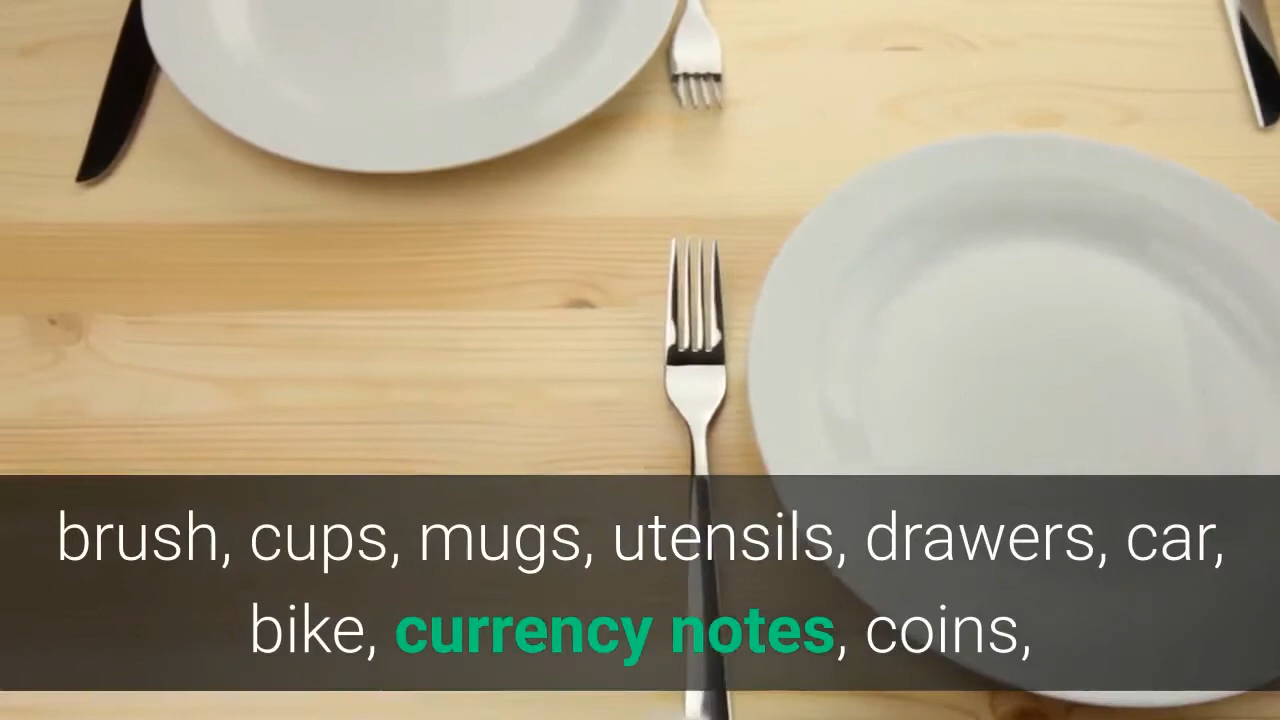 brush, cups, mugs, utensils, drawers, car,
bike, currency notes, coins,